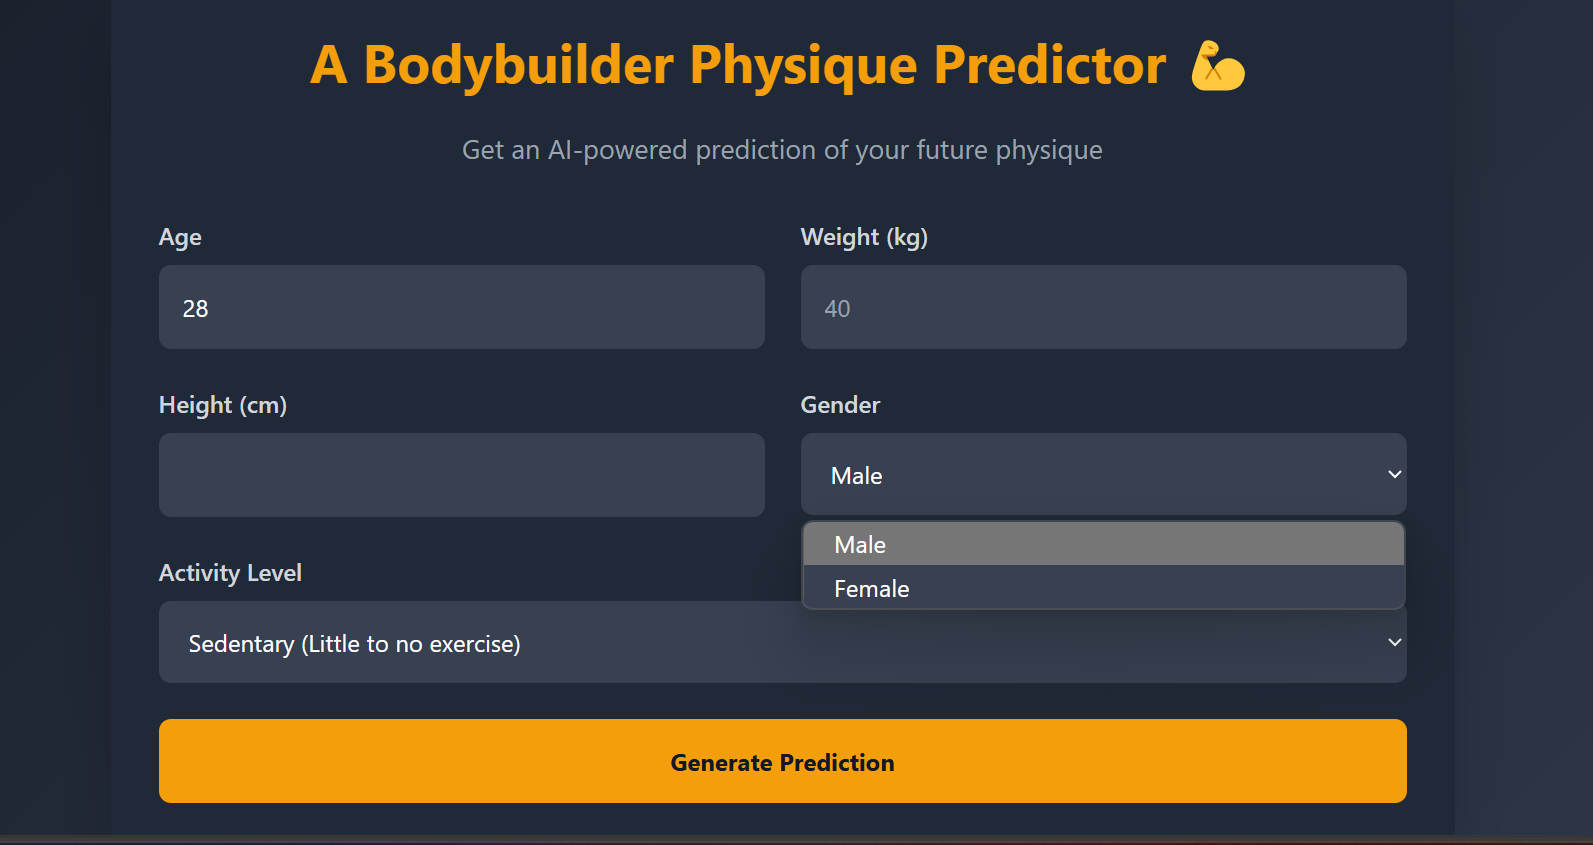 A Bodybuilder Physique Predictor 💪
Get an AI-powered prediction of your future physique
Age
Weight (kg)
28
40
Height (cm)
Gender
Male
Male
Female
Activity Level
Sedentary (Little to no exercise)
Generate Prediction